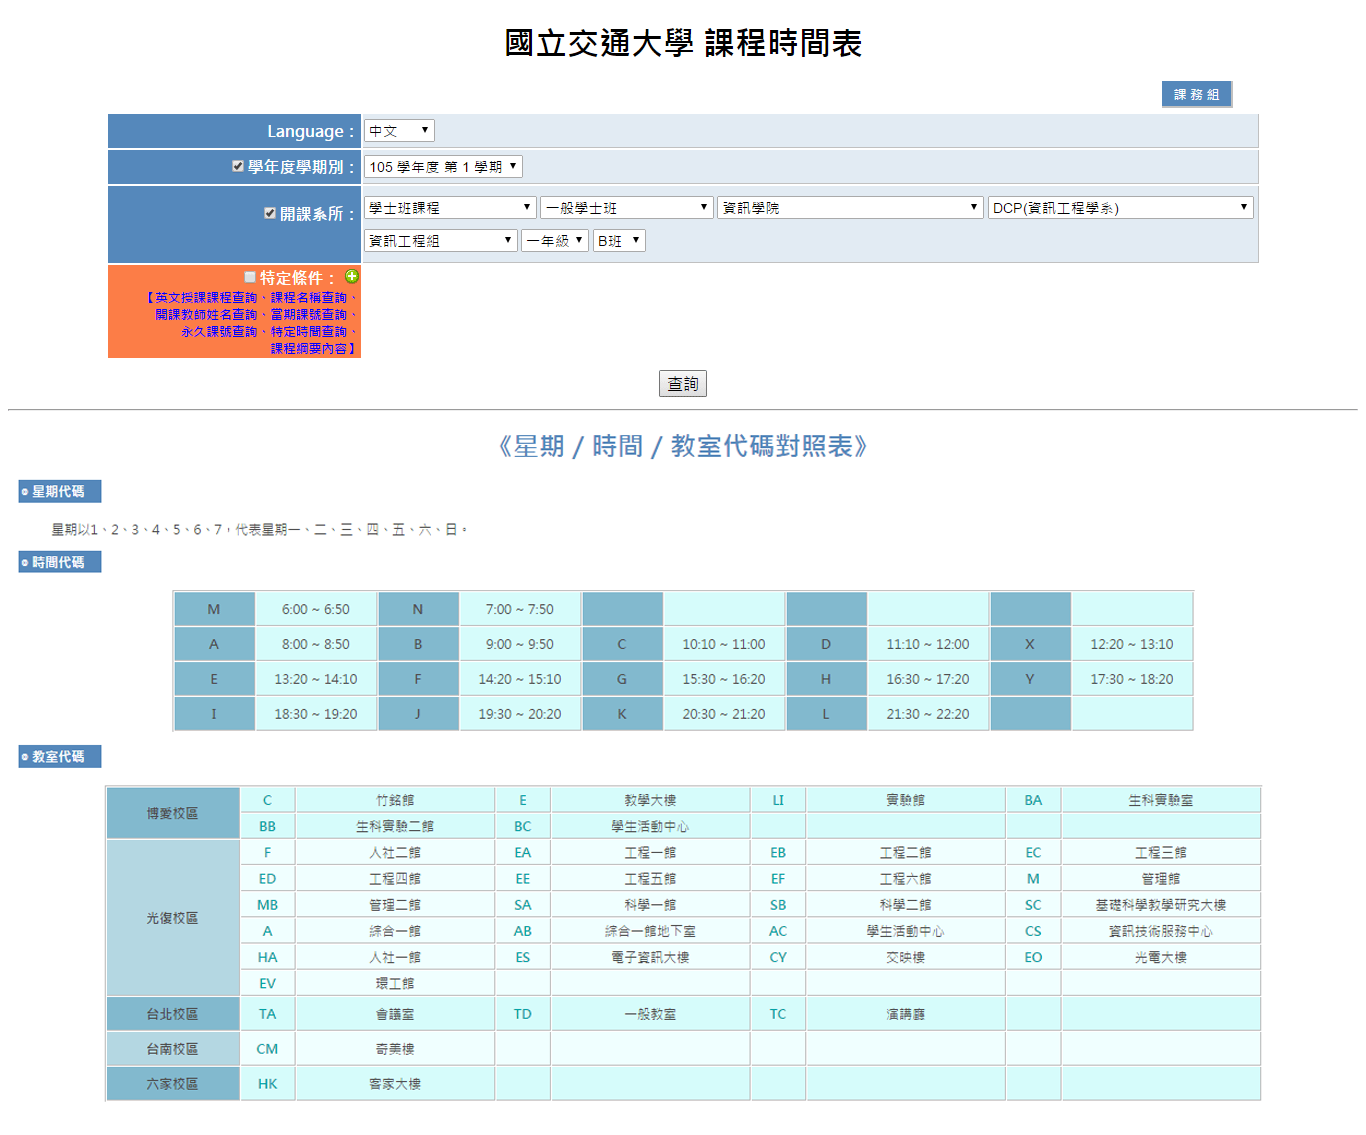 國立交通大學 課程時間表
課 務 組
Language： 中文
學年度學期別： 105 學年度 第 1 學期
開課系所： 學士班課程 一般學士班 資訊學院 DCP(資訊工程學系)
資訊工程組 一年級 B班
特定條件：
【英文授課課程查詢、課程名稱查詢、
開課教師姓名查詢、當期課號查詢、
永久課號查詢、特定時間查詢、
課程綱要內容】
查詢
《星期 / 時間 / 教室代碼對照表》
星期代碼
星期以1、2、3、4、5、6、7，代表星期一、二、三、四、五、六、日。
時間代碼
M 6:00 ~ 6:50 N 7:00 ~ 7:50
A 8:00 ~ 8:50 B 9:00 ~ 9:50 C 10:10 ~ 11:00 D 11:10 ~ 12:00 X 12:20 ~ 13:10
E 13:20 ~ 14:10 F 14:20 ~ 15:10 G 15:30 ~ 16:20 H 16:30 ~ 17:20 Y 17:30 ~ 18:20
I 18:30 ~ 19:20 J 19:30 ~ 20:20 K 20:30 ~ 21:20 L 21:30 ~ 22:20
教室代碼
博愛校區 C 竹銘館 E 教學大樓 LI 實驗館 BA 生科實驗室
BB 生科實驗二館 BC 學生活動中心
光復校區 F 人社二館 EA 工程一館 EB 工程二館 EC 工程三館
ED 工程四館 EE 工程五館 EF 工程六館 M 管理館
MB 管理二館 SA 科學一館 SB 科學二館 SC 基礎科學教學研究大樓
A 綜合一館 AB 綜合一館地下室 AC 學生活動中心 CS 資訊技術服務中心
HA 人社一館 ES 電子資訊大樓 CY 交映樓 EO 光電大樓
EV 環工館
台北校區 TA 會議室 TD 一般教室 TC 演講廳
台南校區 CM 奇美樓
六家校區 HK 客家大樓